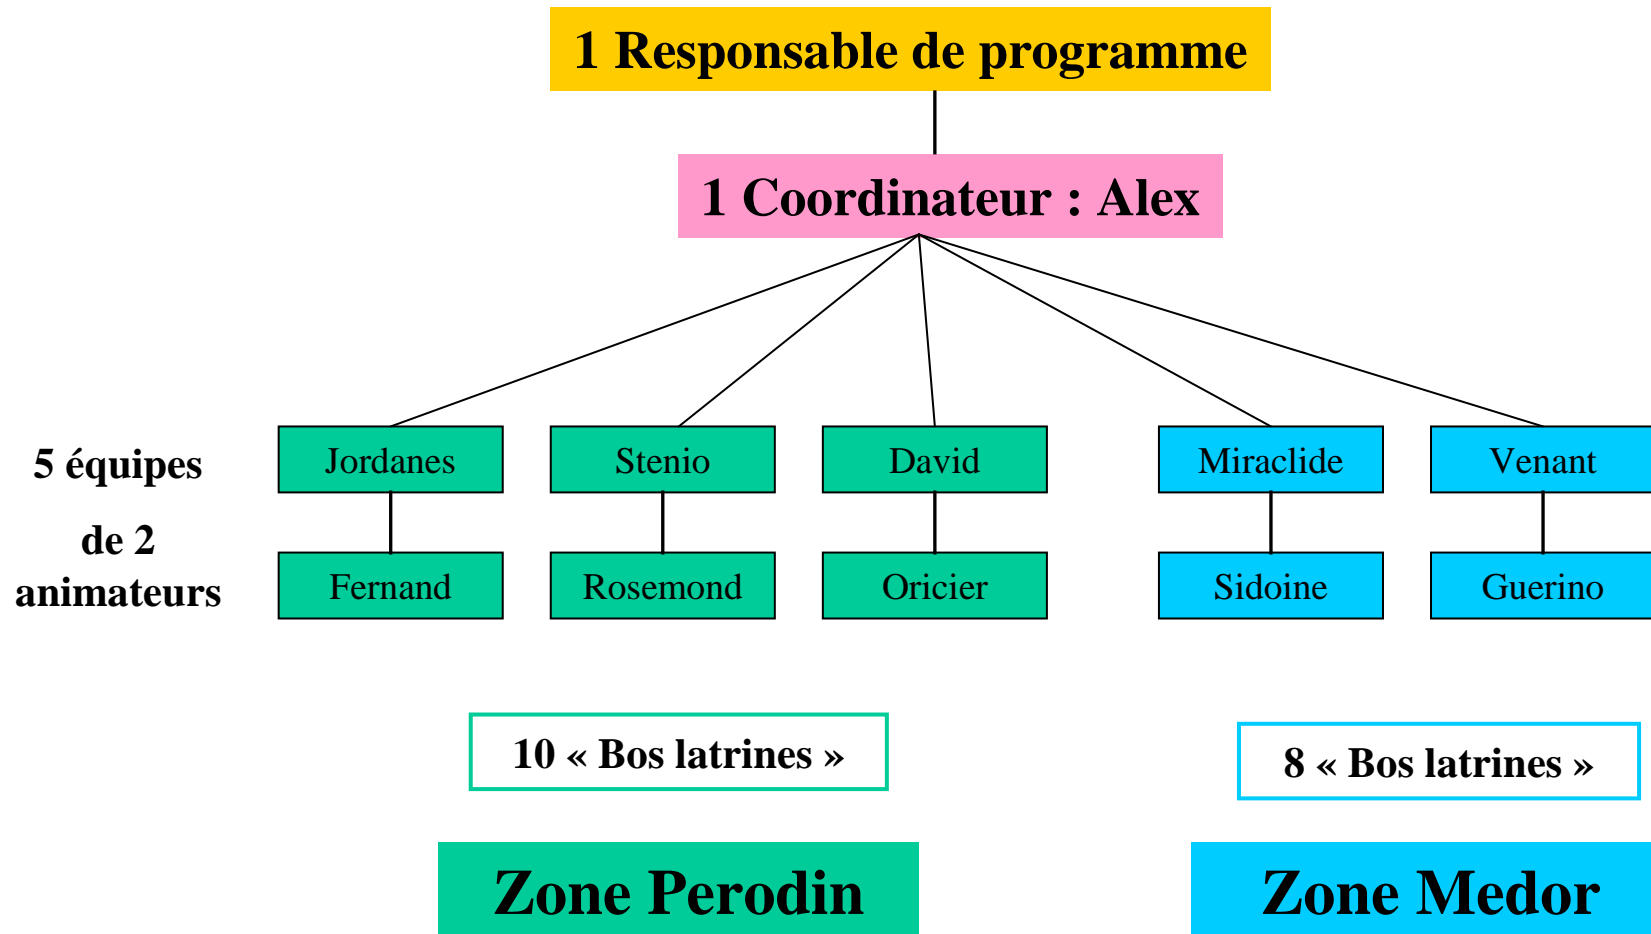 1 Responsable de programme
1 Coordinateur : Alex
5 équipes
de 2
animateurs
Jordanes
Stenio
David
Miraclide
Venant
Fernand
Rosemond
Oricier
Sidoine
Guerino
10 « Bos latrines »
8 « Bos latrines »
Zone Perodin
Zone Medor